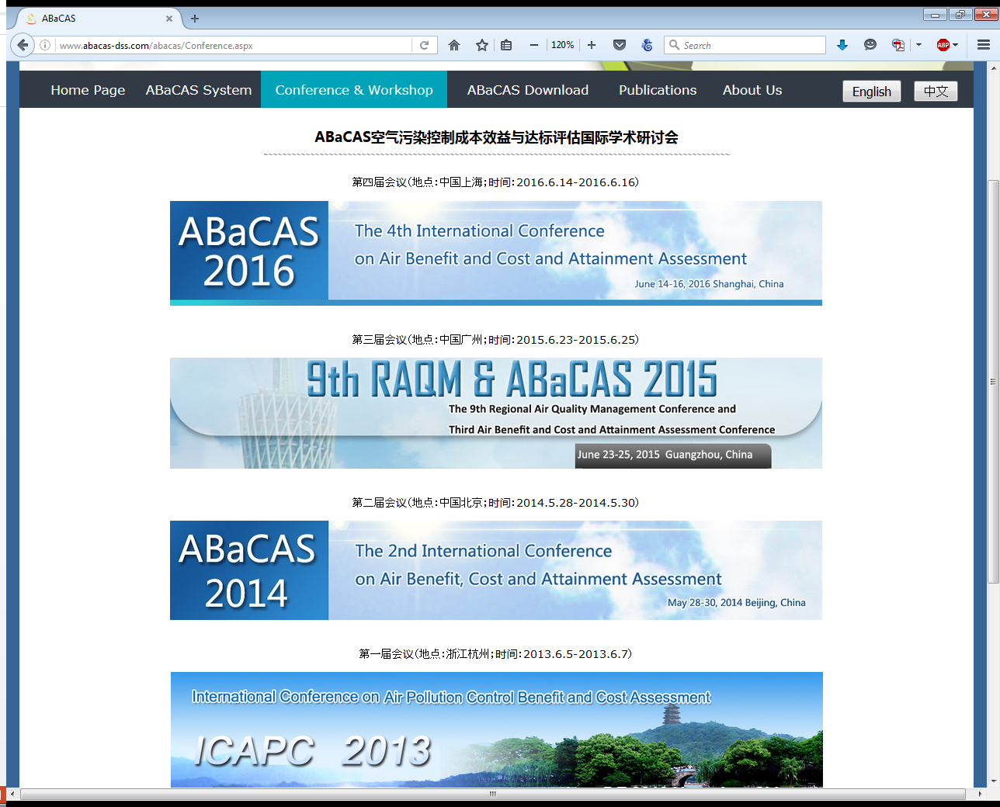 ABaCAS
www.abacas-dss.com/abacas/Conference.aspx
120%
Search
ABP
Home Page
ABaCAS System
Conference & Workshop
ABaCAS Download
Publications
About Us
English
中文
ABaCAS空气污染控制成本效益与达标评估国际学术研讨会
第四届会议(地点:中国上海;时间:2016.6.14-2016.6.16)
ABaCAS
2016
The 4th International Conference
on Air Benefit and Cost and Attainment Assessment
June 14-16, 2016 Shanghai, China
第三届会议(地点:中国广州;时间:2015.6.23-2015.6.25)
9th RAQM & ABaCAS 2015
The 9th Regional Air Quality Management Conference and
Third Air Benefit and Cost and Attainment Assessment Conference
June 23-25, 2015 Guangzhou, China
第二届会议(地点:中国北京;时间:2014.5.28-2014.5.30)
ABaCAS
2014
The 2nd International Conference
on Air Benefit, Cost and Attainment Assessment
May 28-30, 2014 Beijing, China
第一届会议(地点:浙江杭州;时间:2013.6.5-2013.6.7)
International Conference on Air Pollution Control Benefit and Cost Assessment
ICAPC 2013